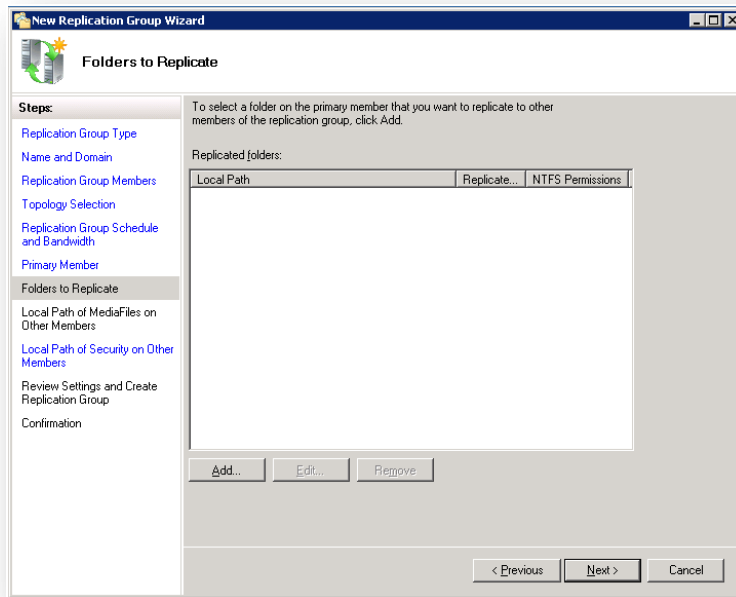 New Replication Group Wizard
Folders to Replicate
Steps:
Replication Group Type
Name and Domain
Replication Group Members
Topology Selection
Replication Group Schedule
and Bandwidth
Primary Member
Folders to Replicate
Local Path of MediaFiles on
Other Members
Local Path of Security on Other
Members
Review Settings and Create
Replication Group
Confirmation
To select a folder on the primary member that you want to replicate to other
members of the replication group, click Add.
Replicated folders:
Local Path Replicate... NTFS Permissions
Add... Edit... Remove
< Previous Next > Cancel